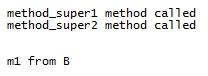 method_super1 method called
method_super2 method called
m1 from B